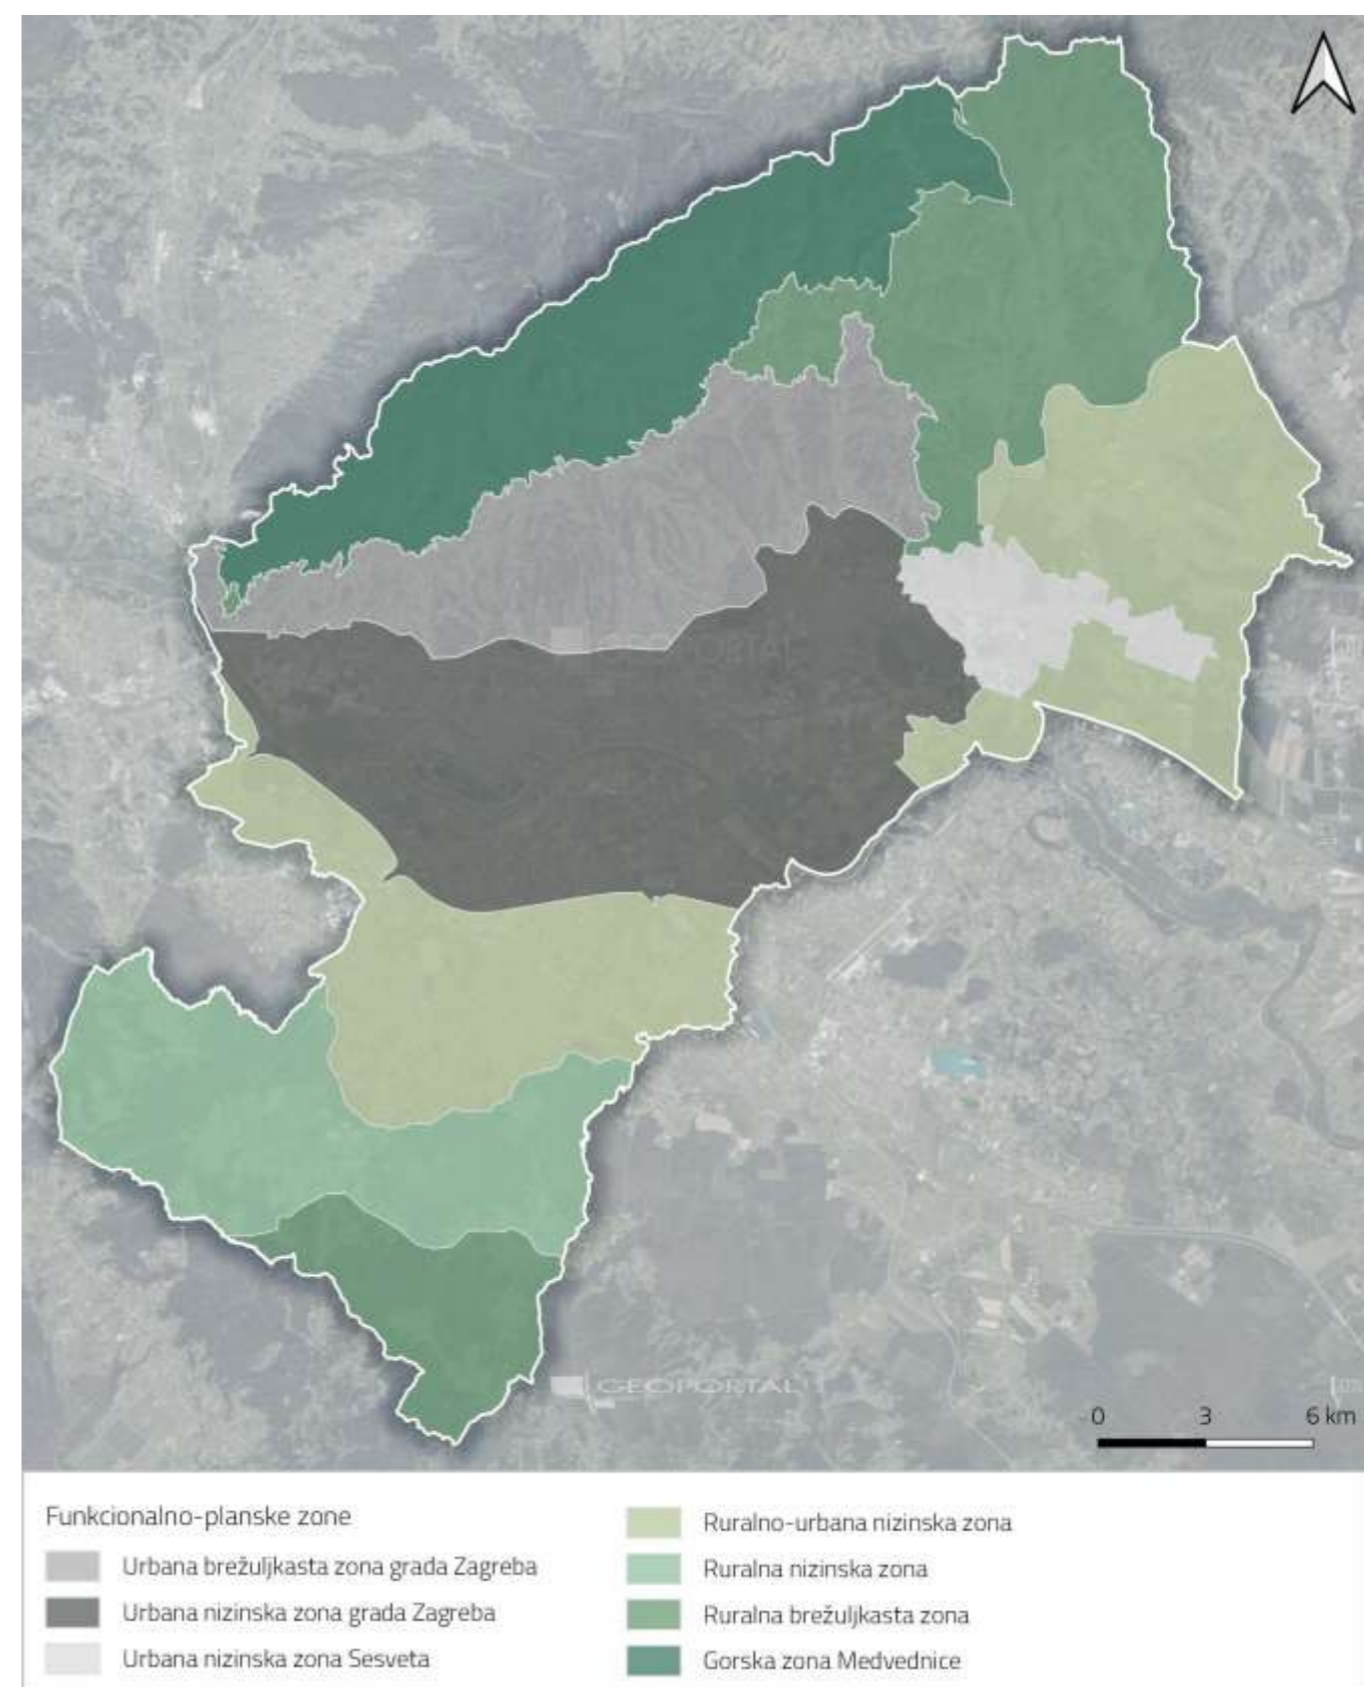 GEOPORTAL
GEOPORTAL
0 3 6 km
Funkcionalno-planske zone
Urbana brežuljkasta zona grada Zagreba
Urbana nizinska zona grada Zagreba
Urbana nizinska zona Sesveta
Ruralno-urbana nizinska zona
Ruralna nizinska zona
Ruralna brežuljkasta zona
Gorska zona Medvednice